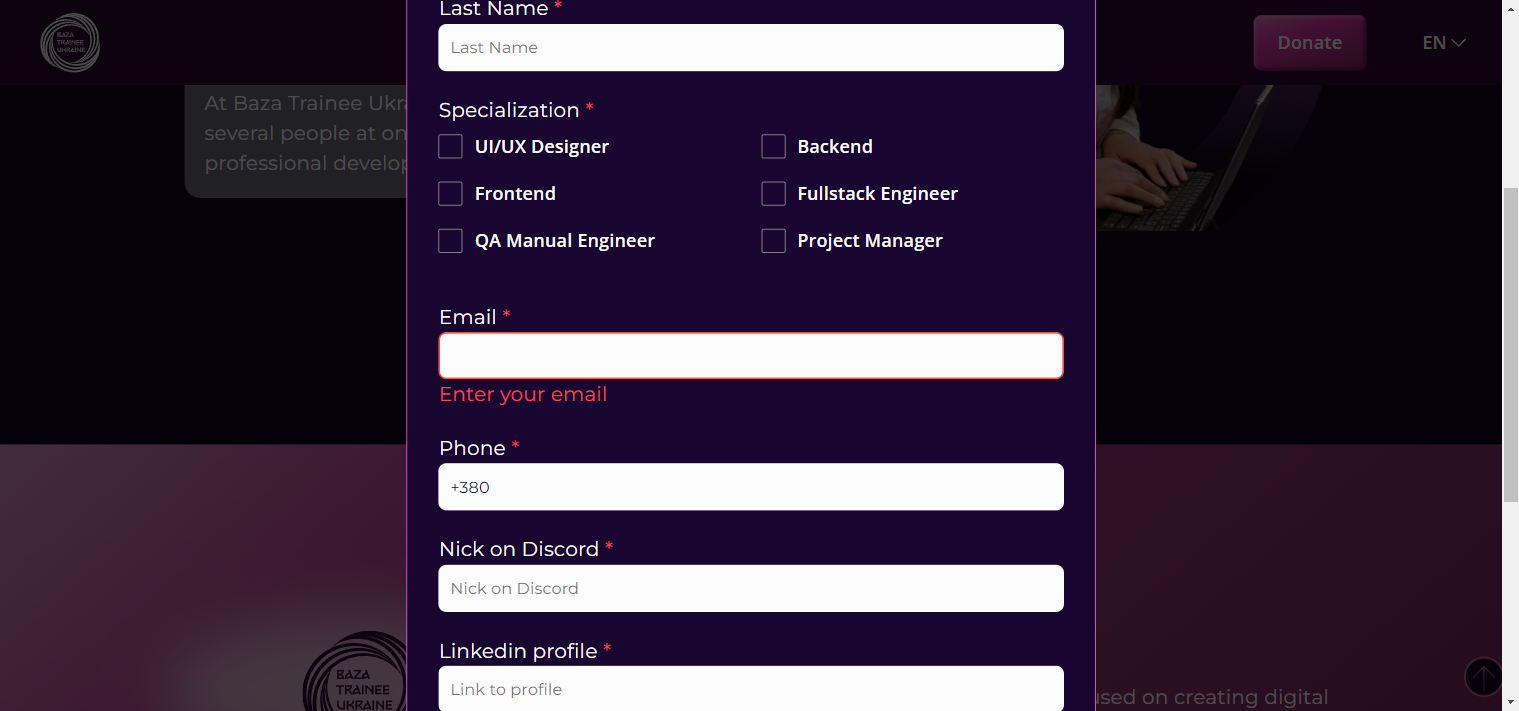 BAZA
TRAINEE
UKRAINE
Donate
EN
At Baza Trainee Ukra
several people at on
professional develop
Last Name *
Last Name
Specialization *
UI/UX Designer
Backend
Frontend
Fullstack Engineer
QA Manual Engineer
Project Manager
Email *
Enter your email
Phone *
+380
Nick on Discord *
Nick on Discord
Linkedin profile *
Link to profile
BAZA
TRAINEE
UKRAINE
used on creating digital